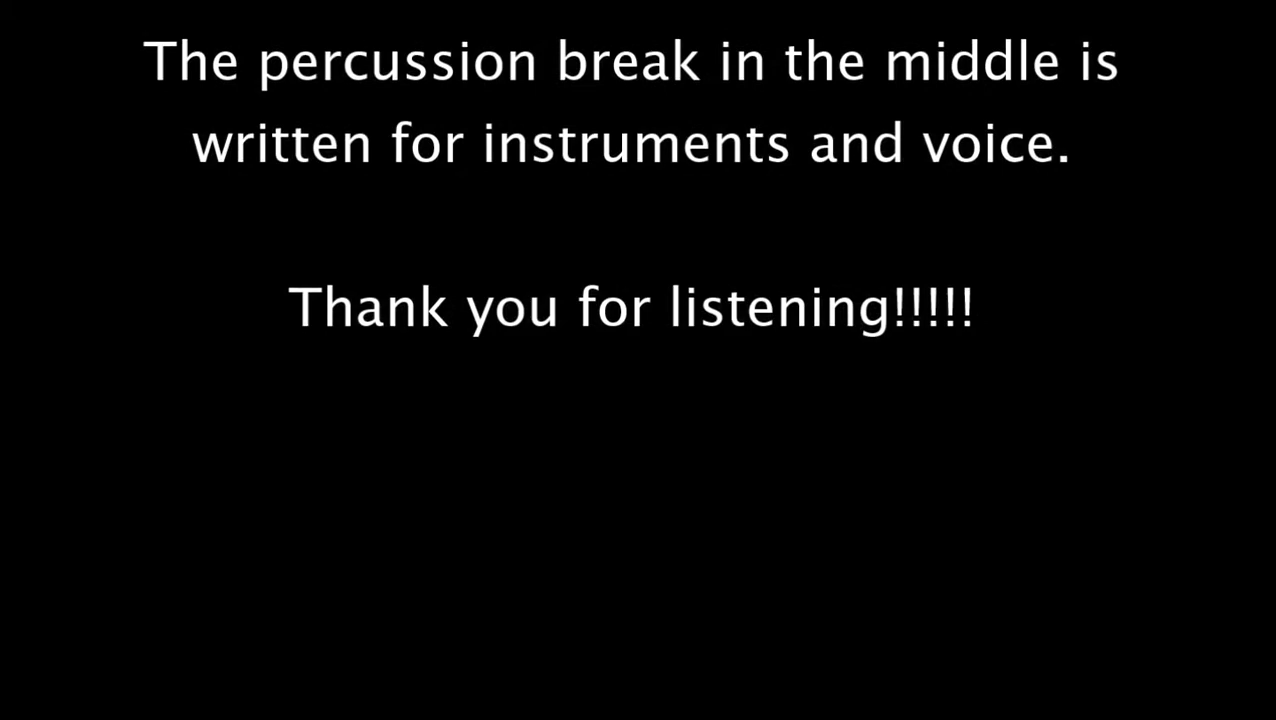 The percussion break in the middle is
written for instruments and voice.
Thank you for listening!!!!!